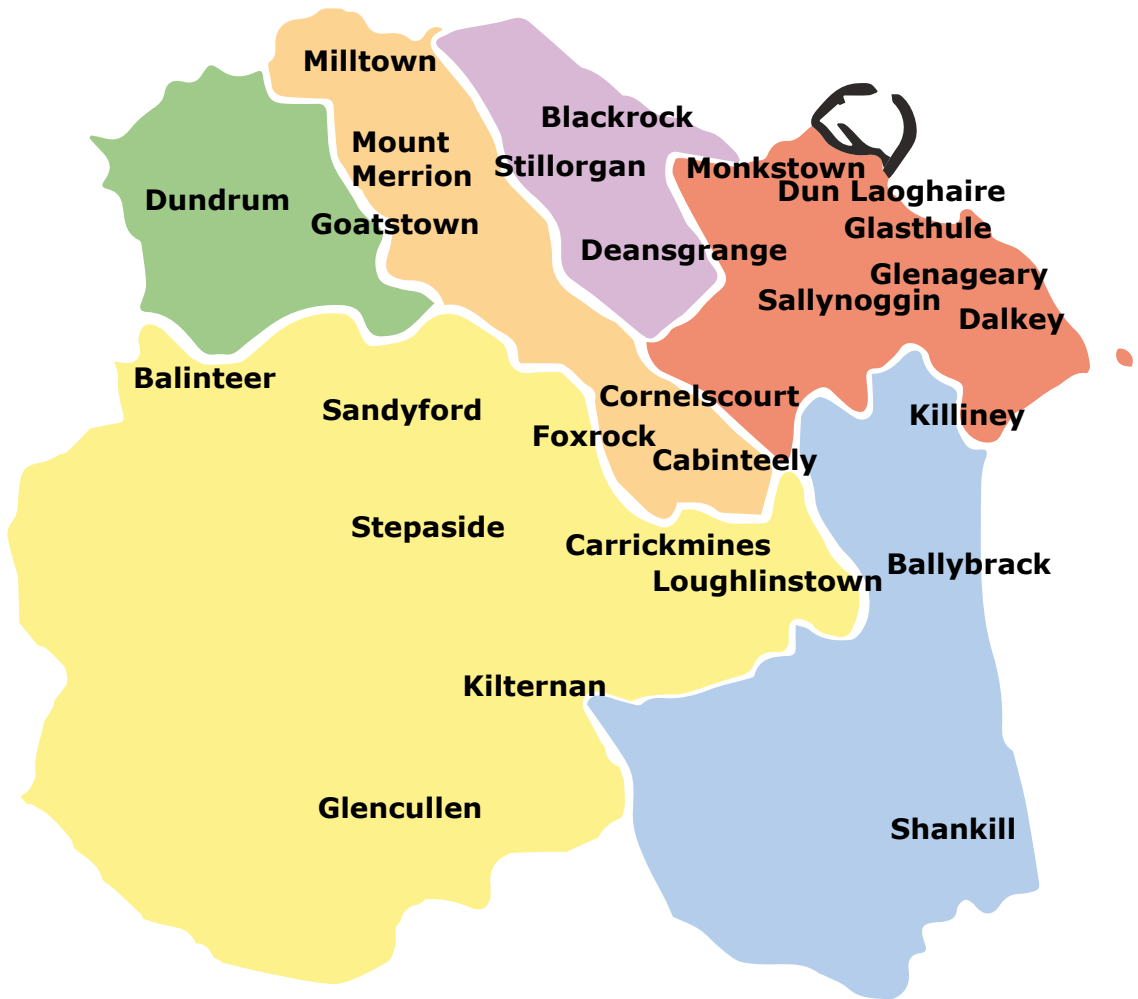 Milltown
Blackrock
Mount
Merrion
Stillorgan
Monkstown
Dun Laoghaire
Dundrum
Goatstown
Glasthule
Deansgrange
Glenageary
Sallynoggin
Dalkey
Balinteer
Sandyford
Cornelscourt
Killiney
Foxrock
Cabinteely
Stepaside
Carrickmines
Ballybrack
Loughlinstown
Kilternan
Glencullen
Shankill